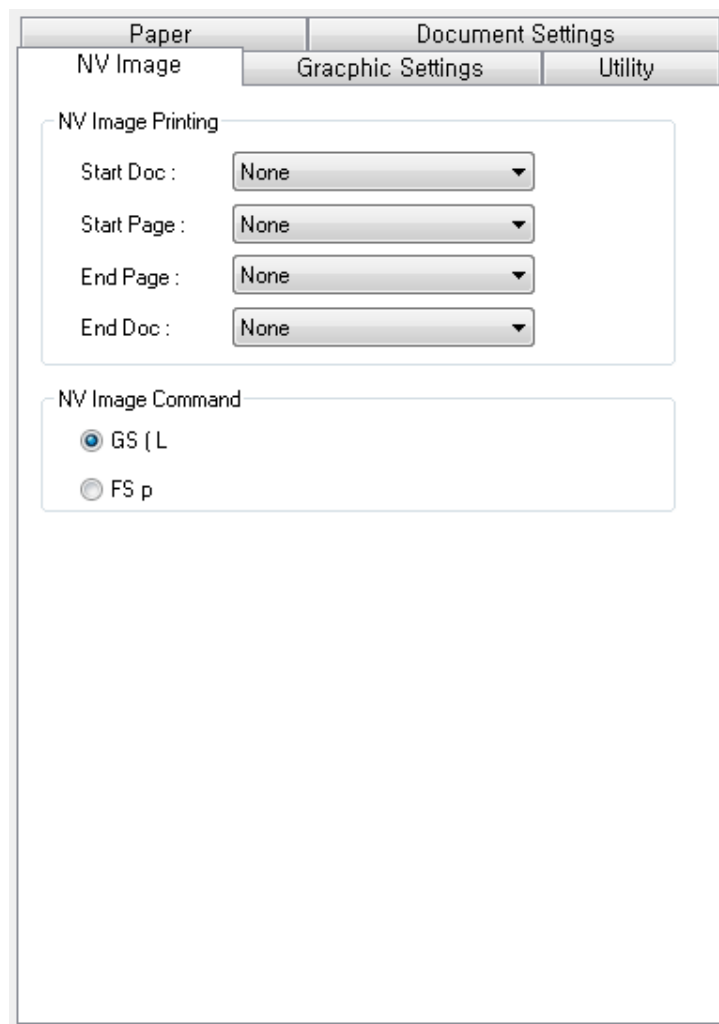 Paper Document Settings
NV Image Gracphic Settings Utility
NV Image Printing
Start Doc : None
Start Page : None
End Page : None
End Doc : None
NV Image Command
GS ( L
FS p